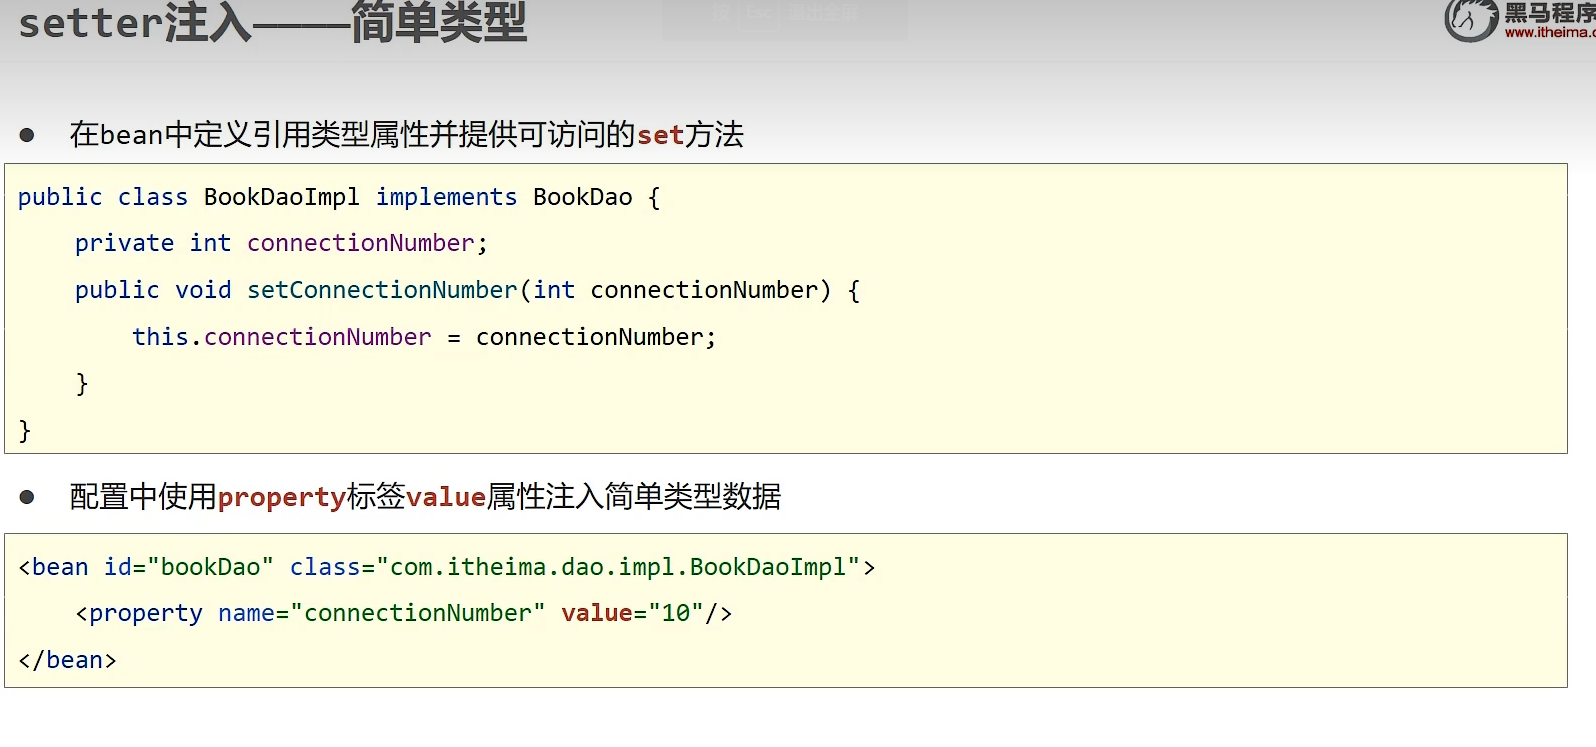 setter注入————简单类型
黑马程序
www.itheima.c
● 在bean中定义引用类型属性并提供可访问的set方法
public class BookDaoImpl implements BookDao {
    private int connectionNumber;
    public void setConnectionNumber(int connectionNumber) {
        this.connectionNumber = connectionNumber;
    }
}
● 配置中使用property标签value属性注入简单类型数据
<bean id="bookDao" class="com.itheima.dao.impl.BookDaoImpl">
    <property name="connectionNumber" value="10"/>
</bean>